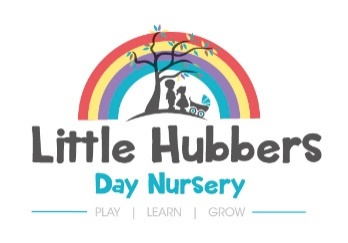 Little Hubbers
Day Nursery
PLAY | LEARN | GROW